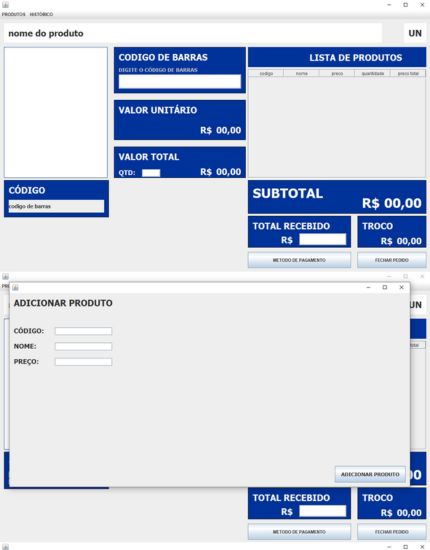 PRODUTOS HISTÓRICO
nome do produto
UN
CODIGO DE BARRAS
DIGITE O CÓDIGO DE BARRAS
LISTA DE PRODUTOS
codigo nome preco quantidade preco total
VALOR UNITÁRIO
R$ 00,00
VALOR TOTAL
QTD: R$ 00,00
CÓDIGO
codigo de barras
SUBTOTAL
R$ 00,00
TOTAL RECEBIDO
R$
TROCO
R$ 00,00
METODO DE PAGAMENTO
FECHAR PEDIDO
UN
ADICIONAR PRODUTO
CÓDIGO:
NOME:
PREÇO:
total
ADICIONAR PRODUTO
00
TOTAL RECEBIDO
R$
TROCO
R$ 00,00
METODO DE PAGAMENTO
FECHAR PEDIDO